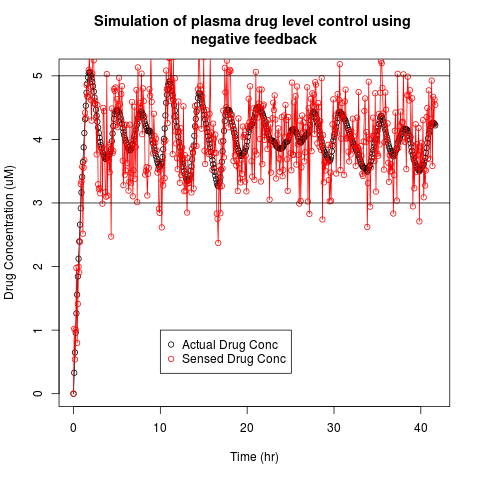 Simulation of plasma drug level control using
negative feedback
Drug Concentration (uM)
5
4
3
2
1
0
Actual Drug Conc
Sensed Drug Conc
0 10 20 30 40
Time (hr)